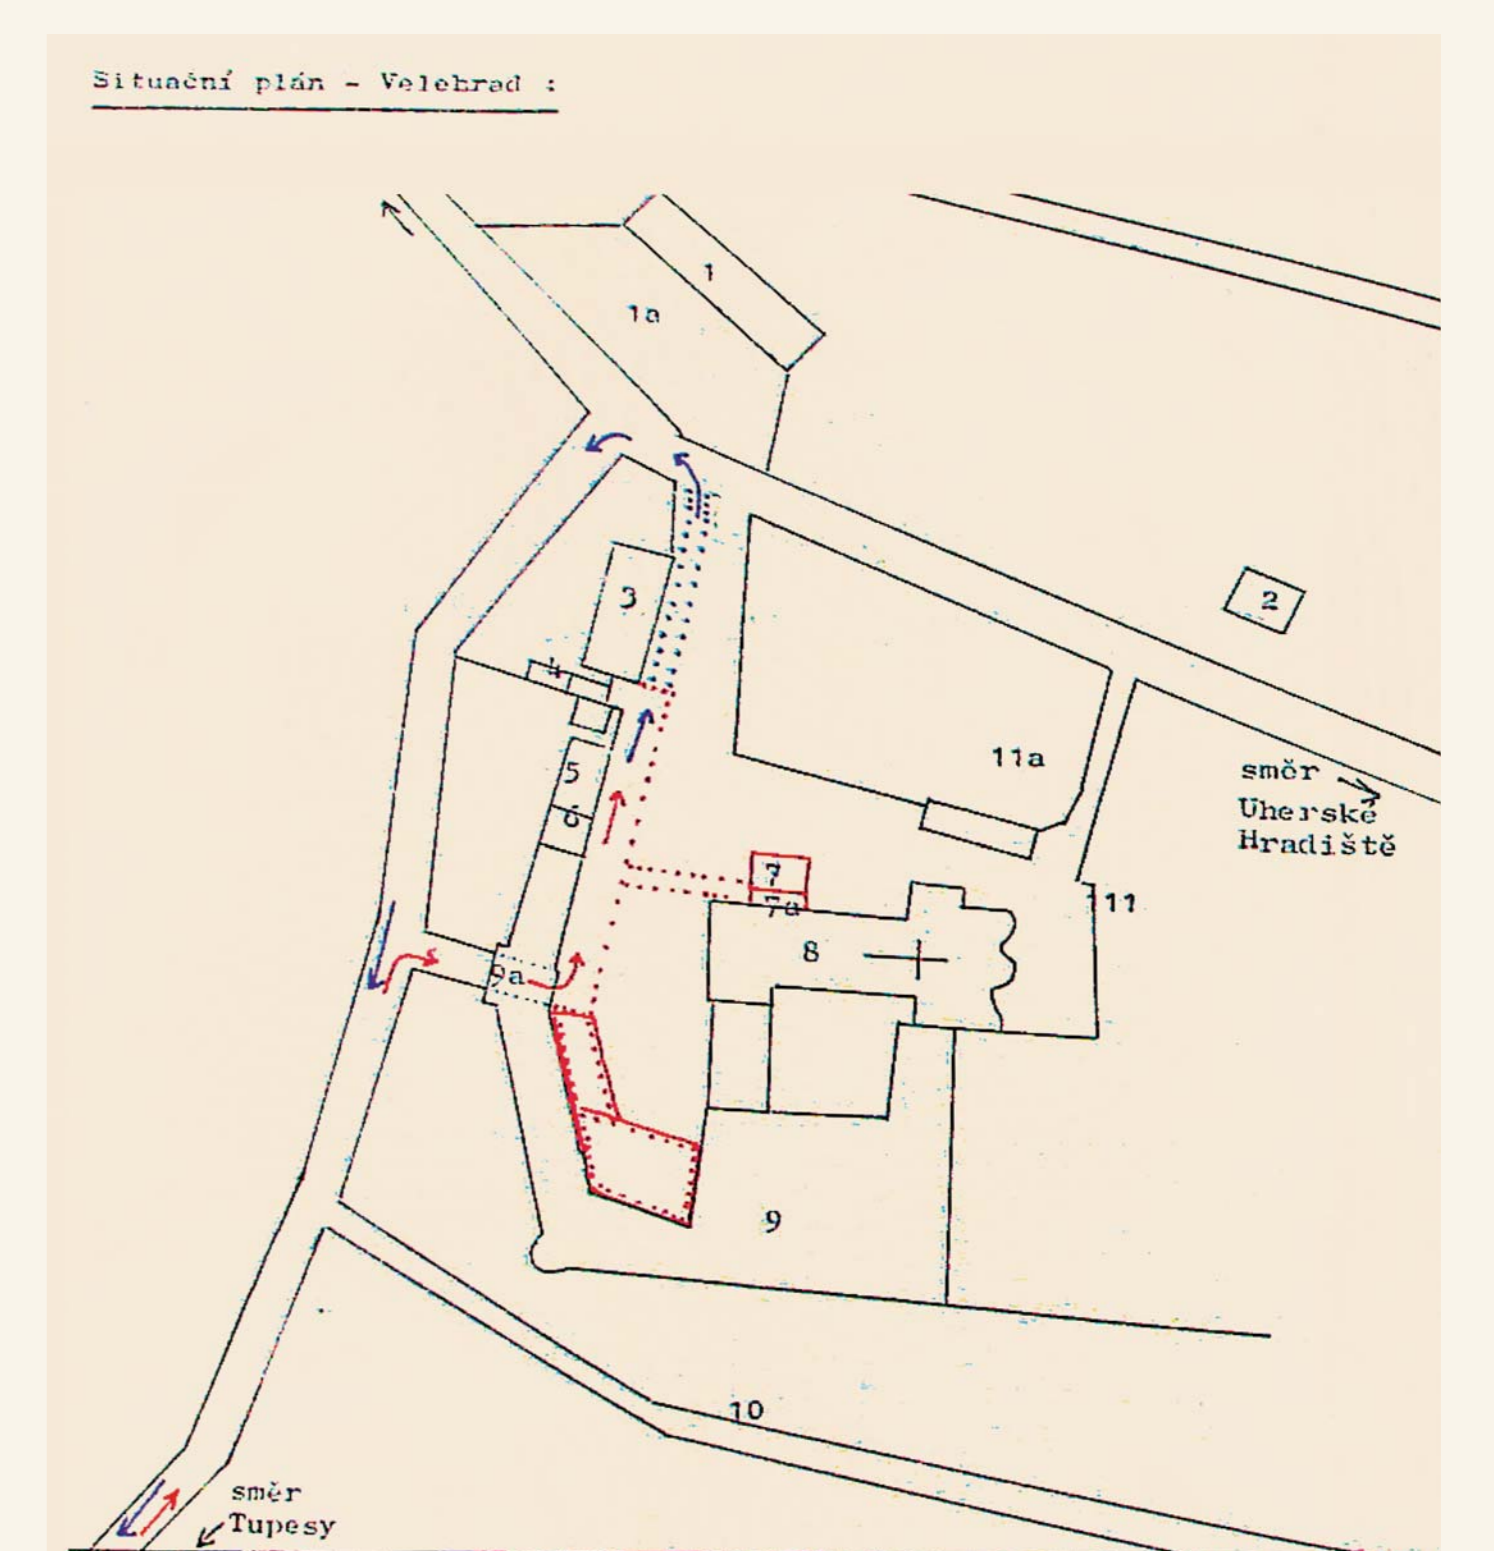 Situační plán - Velehrad :
1
1a
2
3
4
5
6
směr
Uherské
Hradiště
11a
7
7a
11
8
9a
9
10
směr
Tupesy